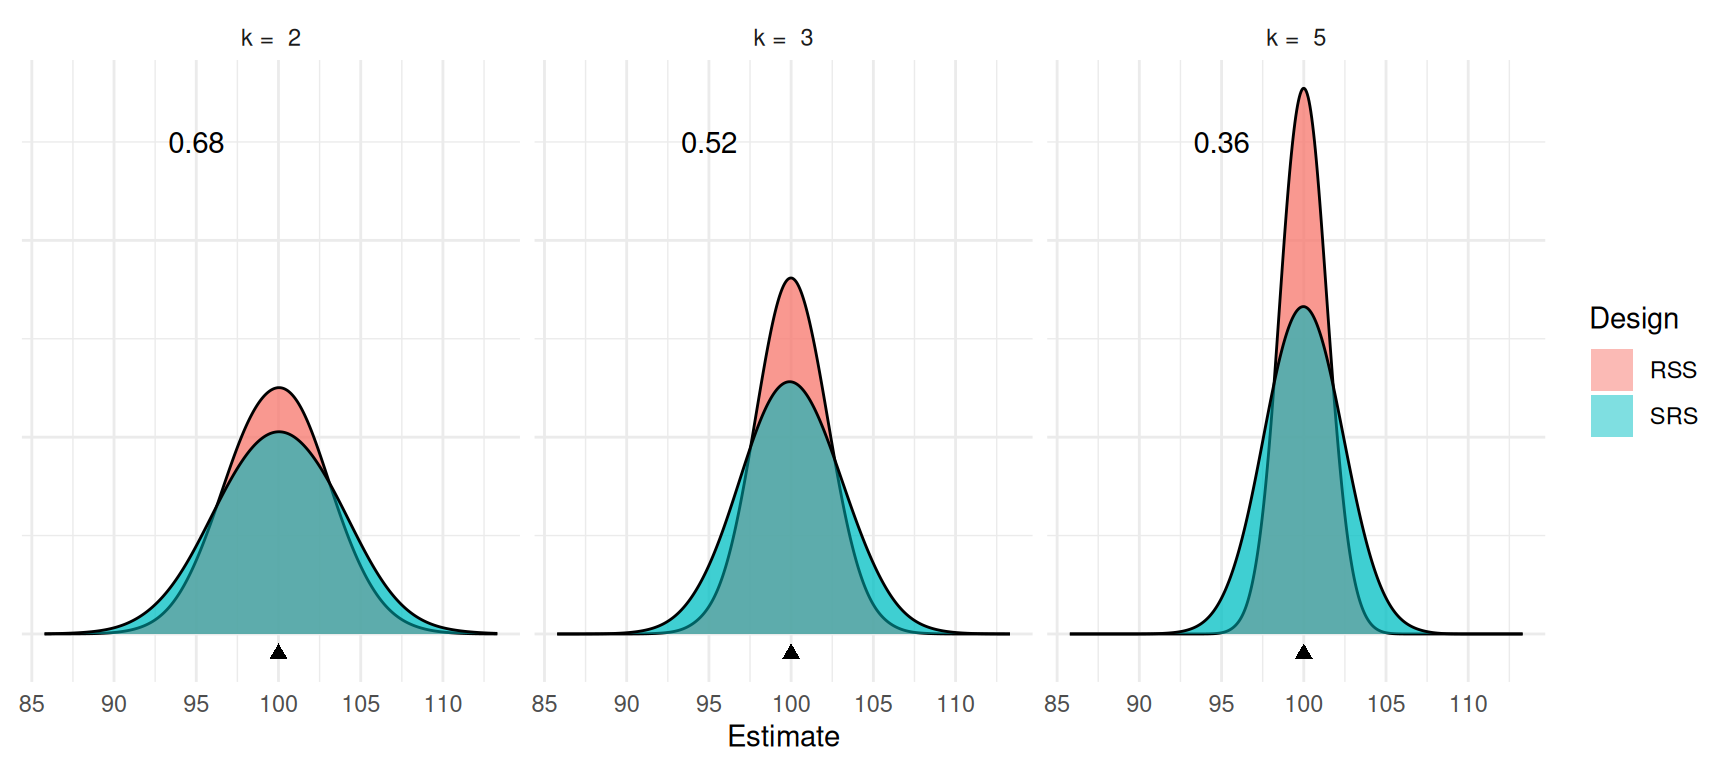 k = 2
k = 3
k = 5
0.68
0.52
0.36
85 90 95 100 105 110
85 90 95 100 105 110
85 90 95 100 105 110
Estimate
Design
RSS
SRS